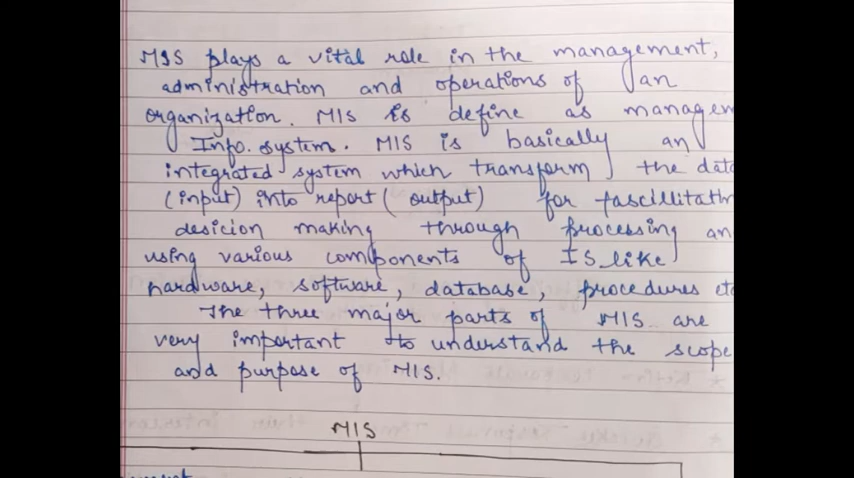 MIS plays a vital role in the management,
administration and operations of an
organization. MIS is define as managem
Info. system. MIS is basically an
integrated system which transform the data
(input) into report ( output) for fascillitatin
desicion making through processing an
using various components of IS like
hardware, software, database, procedures etc
The three major parts of MIS are
very important to understand the scope
and purpose of MIS.
MIS